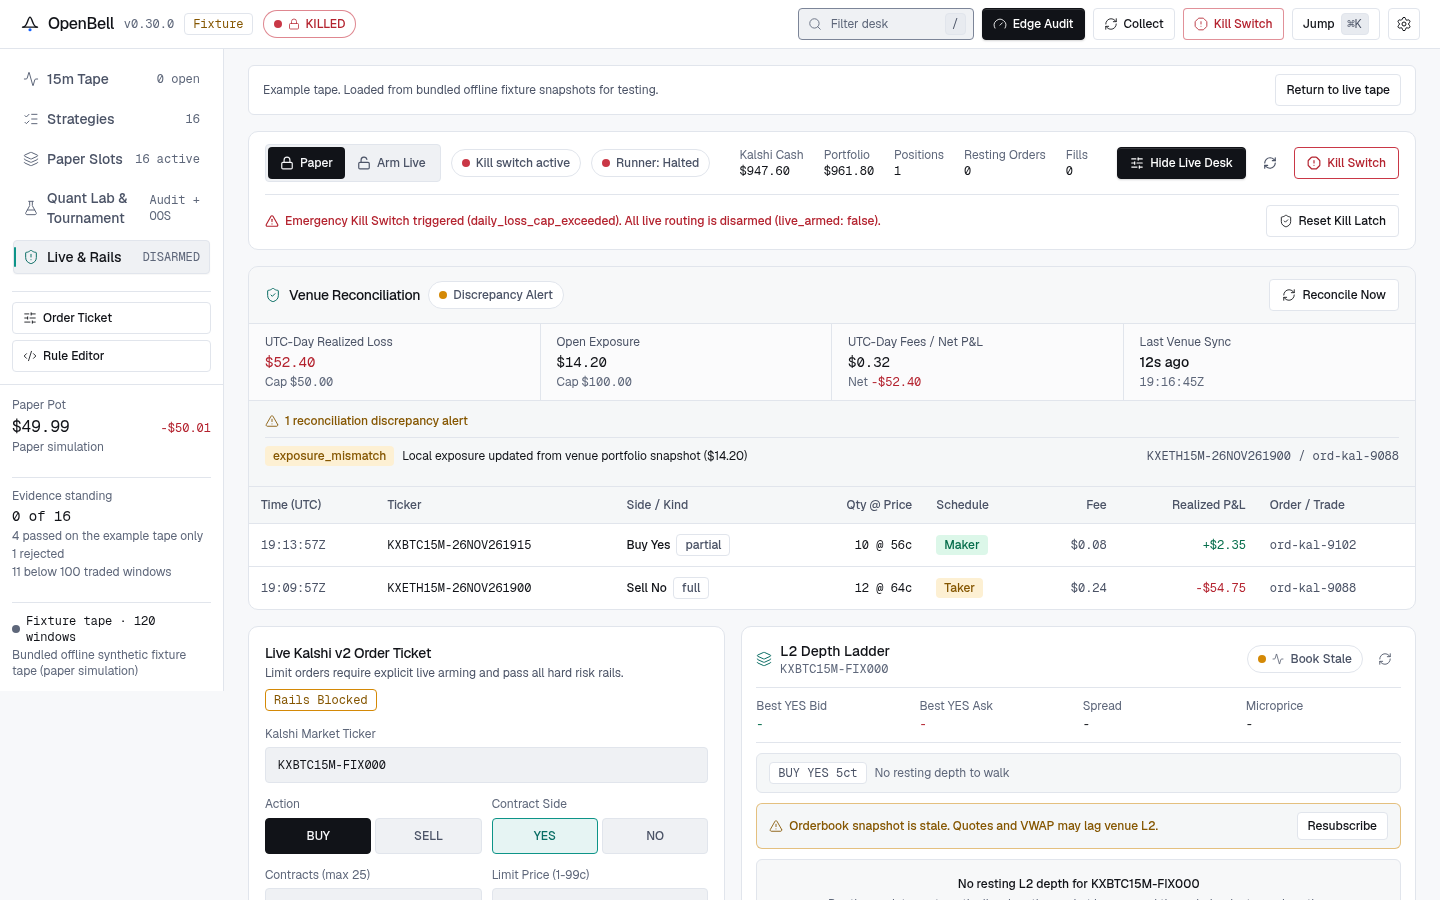 OpenBell v0.30.0 Fixture KILLED
Filter desk / Edge Audit Collect Kill Switch Jump ⌘K
15m Tape 0 open
Strategies 16
Paper Slots 16 active
Quant Lab & Tournament Audit + OOS
Live & Rails DISARMED
Order Ticket
Rule Editor
Paper Pot
$49.99 -$50.01
Paper simulation
Evidence standing
0 of 16
4 passed on the example tape only
1 rejected
11 below 100 traded windows
Fixture tape · 120
windows
Bundled offline synthetic fixture
tape (paper simulation)
Example tape. Loaded from bundled offline fixture snapshots for testing. Return to live tape
Paper Arm Live Kill switch active Runner: Halted
Kalshi Cash Portfolio Positions Resting Orders Fills
$947.60 $961.80 1 0 0
Hide Live Desk Kill Switch
Emergency Kill Switch triggered (daily_loss_cap_exceeded). All live routing is disarmed (live_armed: false). Reset Kill Latch
Venue Reconciliation Discrepancy Alert Reconcile Now
UTC-Day Realized Loss Open Exposure UTC-Day Fees / Net P&L Last Venue Sync
$52.40 $14.20 $0.32 12s ago
Cap $50.00 Cap $100.00 Net -$52.40 19:16:45Z
1 reconciliation discrepancy alert
exposure_mismatch Local exposure updated from venue portfolio snapshot ($14.20) KXETH15M-26NOV261900 / ord-kal-9088
Time (UTC) Ticker Side / Kind Qty @ Price Schedule Fee Realized P&L Order / Trade
19:13:57Z KXBTC15M-26NOV261915 Buy Yes partial 10 @ 56c Maker $0.08 +$2.35 ord-kal-9102
19:09:57Z KXETH15M-26NOV261900 Sell No full 12 @ 64c Taker $0.24 -$54.75 ord-kal-9088
Live Kalshi v2 Order Ticket
Limit orders require explicit live arming and pass all hard risk rails.
Rails Blocked
Kalshi Market Ticker
KXBTC15M-FIX000
Action Contract Side
BUY SELL YES NO
Contracts (max 25) Limit Price (1-99c)
L2 Depth Ladder
KXBTC15M-FIX000
Book Stale
Best YES Bid Best YES Ask Spread Microprice
- - - -
BUY YES 5ct No resting depth to walk
Orderbook snapshot is stale. Quotes and VWAP may lag venue L2. Resubscribe
No resting L2 depth for KXBTC15M-FIX000